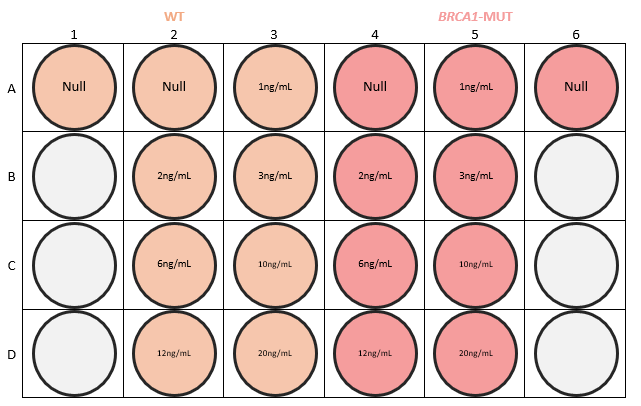 WT BRCA1-MUT
1 2 3 4 5 6
A Null Null 1ng/mL Null 1ng/mL Null
B 2ng/mL 3ng/mL 2ng/mL 3ng/mL
C 6ng/mL 10ng/mL 6ng/mL 10ng/mL
D 12ng/mL 20ng/mL 12ng/mL 20ng/mL